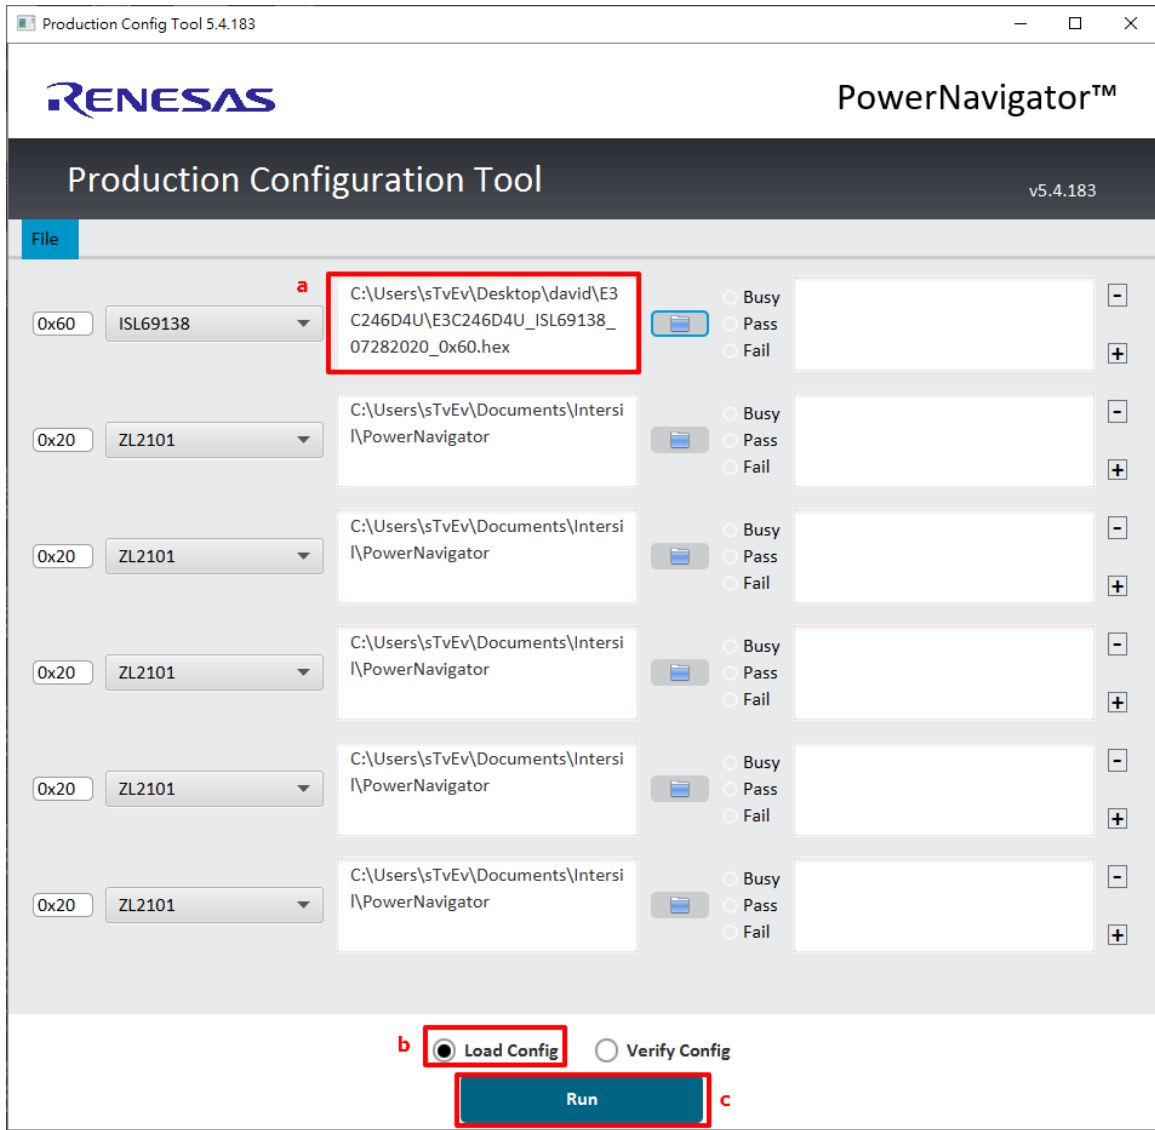 Production Config Tool 5.4.183
RENESAS
PowerNavigator™
Production Configuration Tool
v5.4.183
File
a
0x60
ISL69138
C:\Users\sTvEv\Desktop\david\E3
C246D4U\E3C246D4U_ISL69138_
07282020_0x60.hex
Busy
Pass
Fail
-
+
0x20
ZL2101
C:\Users\sTvEv\Documents\Intersi
l\PowerNavigator
Busy
Pass
Fail
-
+
0x20
ZL2101
C:\Users\sTvEv\Documents\Intersi
l\PowerNavigator
Busy
Pass
Fail
-
+
0x20
ZL2101
C:\Users\sTvEv\Documents\Intersi
l\PowerNavigator
Busy
Pass
Fail
-
+
0x20
ZL2101
C:\Users\sTvEv\Documents\Intersi
l\PowerNavigator
Busy
Pass
Fail
-
+
0x20
ZL2101
C:\Users\sTvEv\Documents\Intersi
l\PowerNavigator
Busy
Pass
Fail
-
+
b
Load Config
Verify Config
Run
c